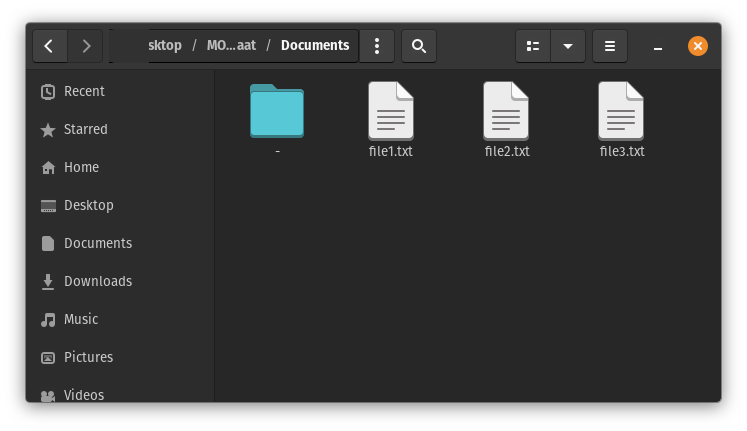 sktop / MO...aat / Documents
Recent
Starred
Home
Desktop
Documents
Downloads
Music
Pictures
Videos
-
file1.txt
file2.txt
file3.txt